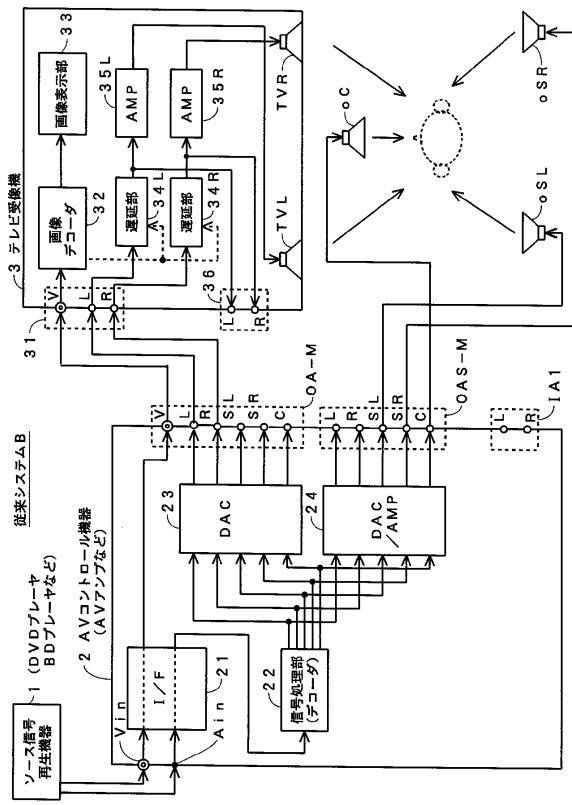 従来システムB
1 (DVDプレーヤ
BDプレーヤなど)
ソース信号
再生機器
2 AVコントロール機器
(AVアンプなど)
Vin
Ain
I/F
21
22
信号処理部
(デコーダ)
23
DAC
24
DAC
/AMP
V
L
R
SL
SR
C
OA-M
L
R
SL
SR
C
OAS-M
L
R
IA1
3 テレビ受像機
31
V
L
R
画像
デコーダ
32
画像表示部
33
遅延部
34L
遅延部
34R
AMP
35L
AMP
35R
36
L
R
TVL
TVR
oC
oSL
oSR